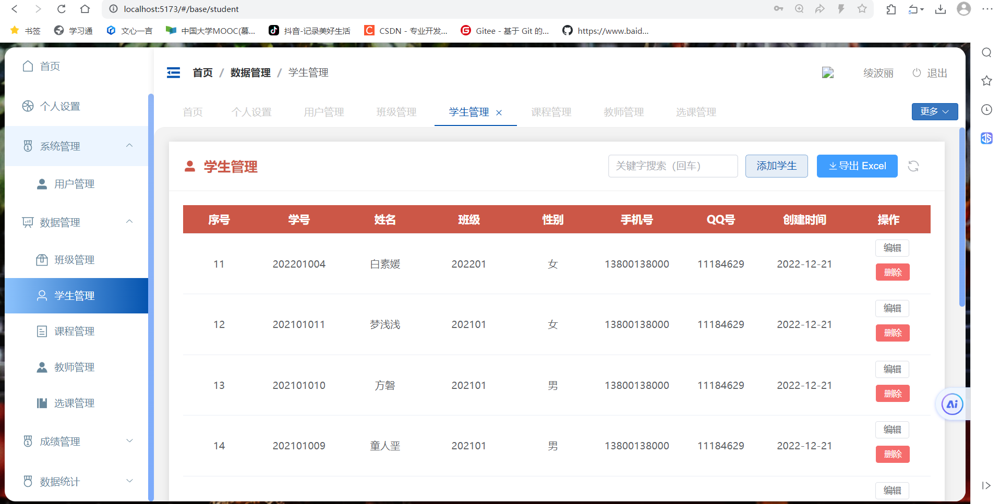 localhost:5173/#/base/student
书签 学习通 文心一言 中国大学MOOC(慕... 抖音-记录美好生活 CSDN - 专业开发... Gitee - 基于 Git 的... https://www.baid...
首页
个人设置
系统管理
用户管理
数据管理
班级管理
学生管理
课程管理
教师管理
选课管理
成绩管理
数据统计
首页 / 数据管理 / 学生管理
绫波丽 退出
首页 个人设置 用户管理 班级管理 学生管理 × 课程管理 教师管理 选课管理 更多
学生管理 关键字搜索（回车） 添加学生 导出 Excel
序号 学号 姓名 班级 性别 手机号 QQ号 创建时间 操作
11 202201004 白素媛 202201 女 13800138000 11184629 2022-12-21 编辑
删除
12 202101011 梦浅浅 202101 女 13800138000 11184629 2022-12-21 编辑
删除
13 202101010 方磐 202101 男 13800138000 11184629 2022-12-21 编辑
删除
14 202101009 童人垩 202101 男 13800138000 11184629 2022-12-21 编辑
删除
编辑
Ai